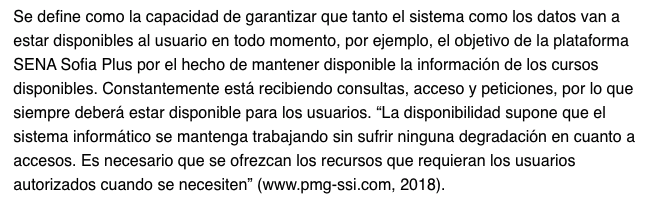 Se define como la capacidad de garantizar que tanto el sistema como los datos van a
estar disponibles al usuario en todo momento, por ejemplo, el objetivo de la plataforma
SENA Sofia Plus por el hecho de mantener disponible la información de los cursos
disponibles. Constantemente está recibiendo consultas, acceso y peticiones, por lo que
siempre deberá estar disponible para los usuarios. “La disponibilidad supone que el
sistema informático se mantenga trabajando sin sufrir ninguna degradación en cuanto a
accesos. Es necesario que se ofrezcan los recursos que requieran los usuarios
autorizados cuando se necesiten” (www.pmg-ssi.com, 2018).